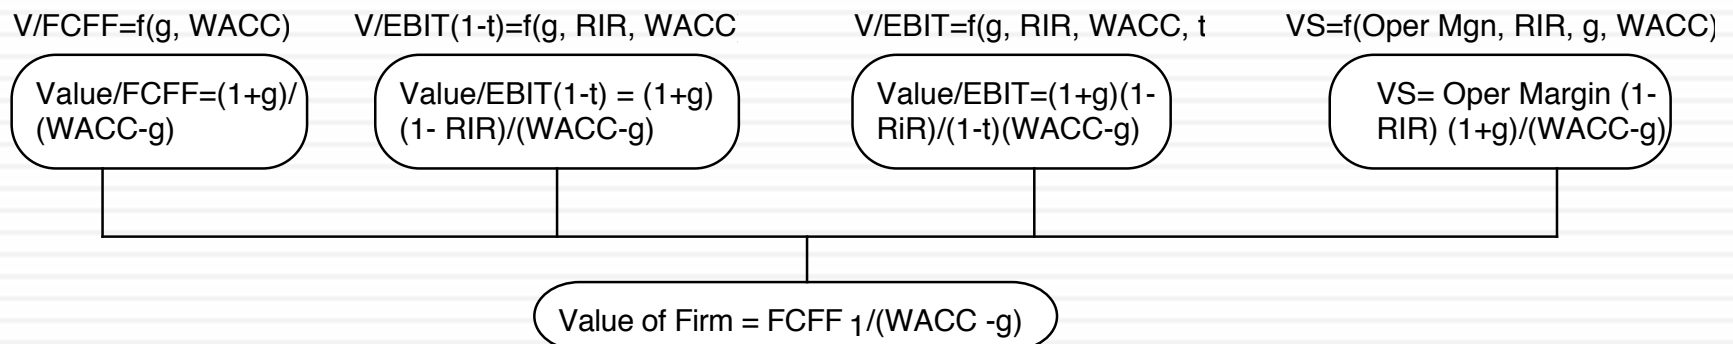 V/FCFF=f(g, WACC)
V/EBIT(1-t)=f(g, RIR, WACC
V/EBIT=f(g, RIR, WACC, t
VS=f(Oper Mgn, RIR, g, WACC)
Value/FCFF=(1+g)/
(WACC-g)
Value/EBIT(1-t) = (1+g)
(1- RIR)/(WACC-g)
Value/EBIT=(1+g)(1-
RiR)/(1-t)(WACC-g)
VS= Oper Margin (1-
RIR) (1+g)/(WACC-g)
Value of Firm = FCFF 1/(WACC -g)